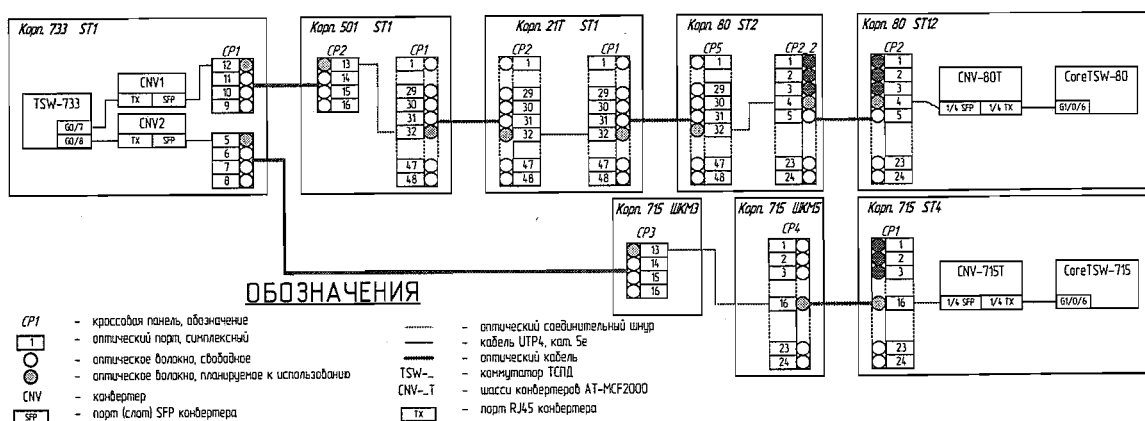 Корп. 733 ST1
CP1
12
11
10
9
CNV1
TX SFP
TSW-733
G0/7
G0/8
CNV2
TX SFP
5
6
7
8
Корп. 501 ST1
CP2
13
14
15
16
CP1
1
29
30
31
32
47
48
Корп. 21Т ST1
CP2
1
29
30
31
32
47
48
CP1
1
29
30
31
32
47
48
Корп. 80 ST2
CP5
1
29
30
31
32
47
48
CP2_2
1
2
3
4
5
23
24
Корп. 80 ST12
CP2
1
2
3
4
5
23
24
CNV-80T
1/4 SFP 1/4 TX
CoreTSW-80
G1/0/6
Корп. 715 ШКМ3
CP3
13
14
15
16
Корп. 715 ШКМ5
CP4
1
2
3
16
23
24
Корп. 715 ST4
CP1
1
2
3
16
23
24
CNV-715T
1/4 SFP 1/4 TX
CoreTSW-715
G1/0/6
ОБОЗНАЧЕНИЯ
CP1 - кроссовая панель, обозначение
1 - оптический порт, симплексный
- оптическое волокно, свободное
- оптическое волокно, планируемое к использованию
CNV - конвертер
SFP - порт (слот) SFP конвертера
- оптический соединительный шнур
- кабель UTP4, кат. 5е
- оптический кабель
TSW-_ - коммутатор ТСПД
CNV-_T - шасси конвертеров AT-MCF2000
TX - порт RJ45 конвертера